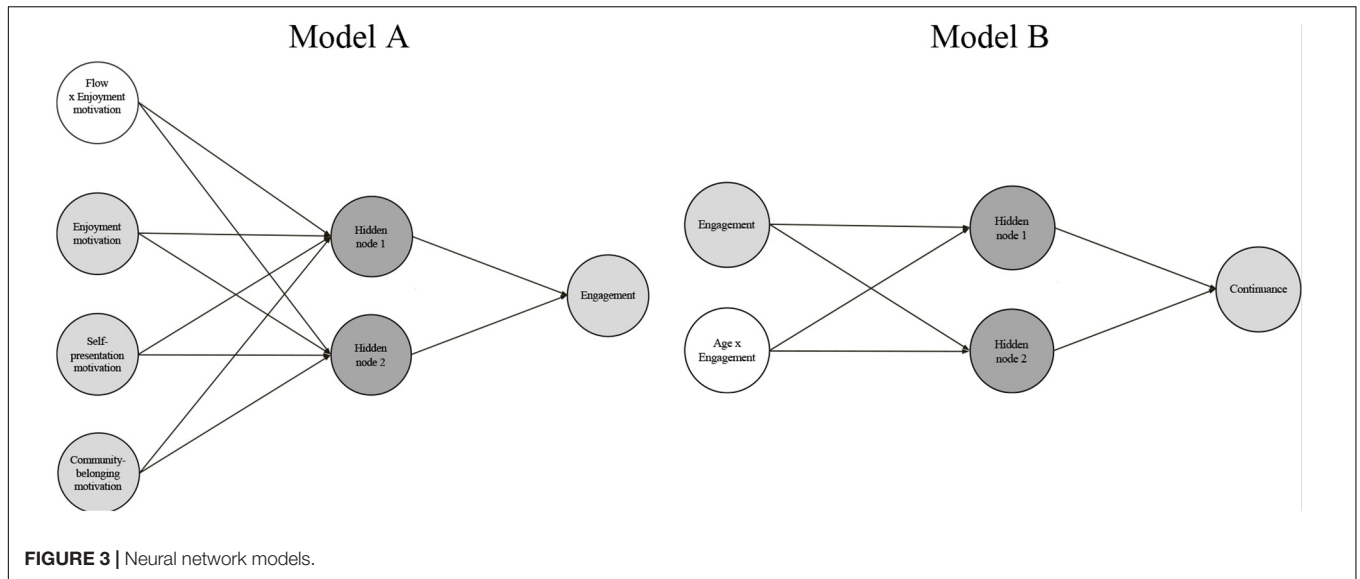 Model A
Flow
x Enjoyment
motivation
Enjoyment
motivation
Self-
presentation
motivation
Community-
belonging
motivation
Hidden
node 1
Hidden
node 2
Engagement
Model B
Engagement
Age x
Engagement
Hidden
node 1
Hidden
node 2
Continuance
FIGURE 3 | Neural network models.